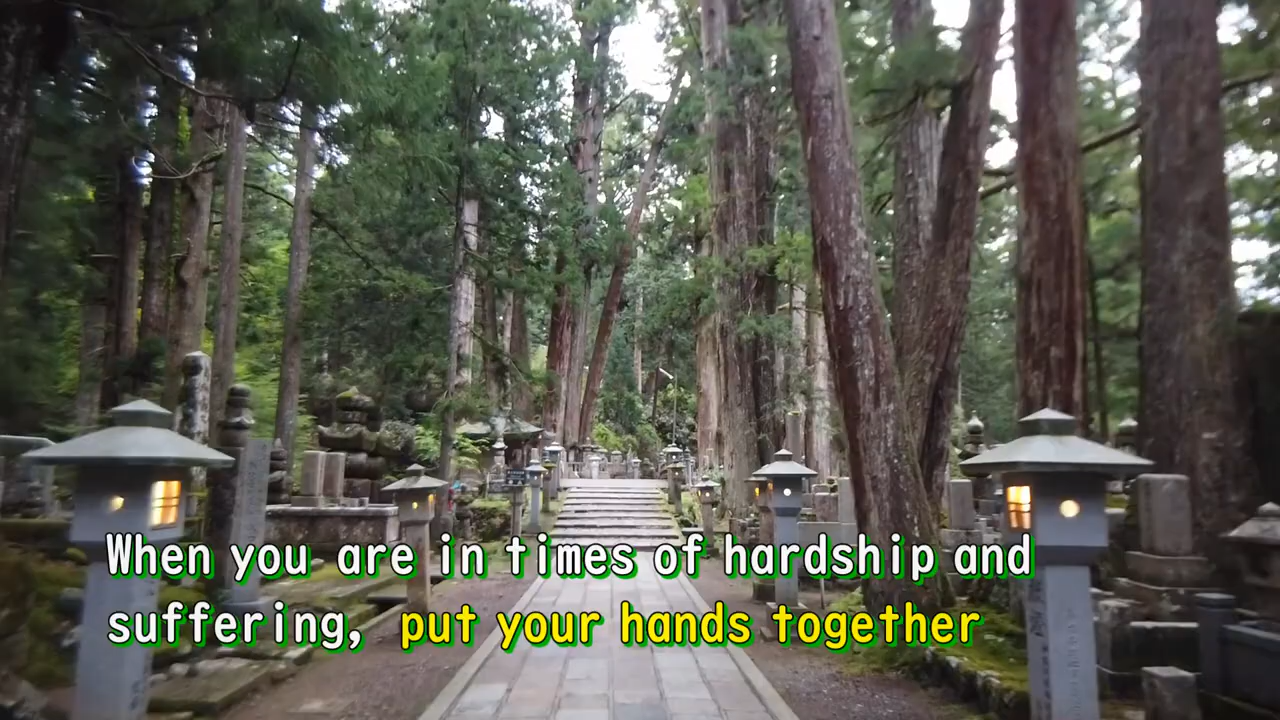 When you are in times of hardship and
suffering, put your hands together